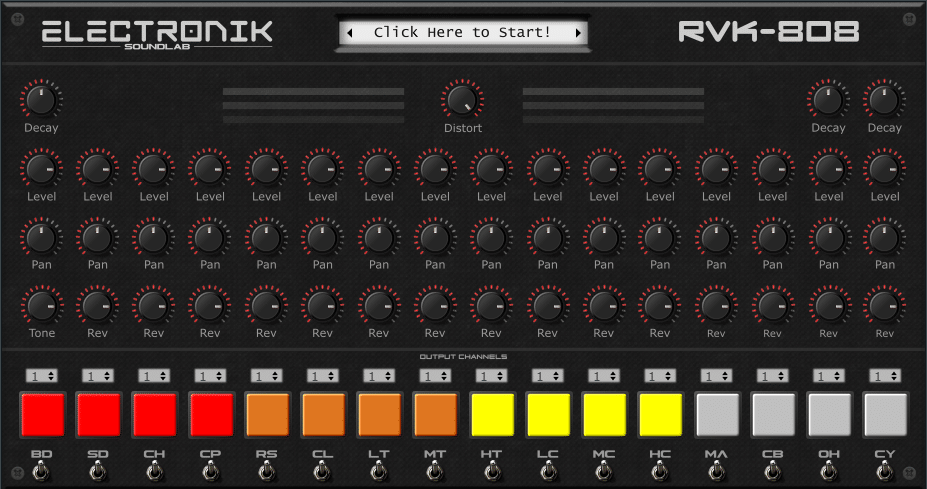 ELECTRONIK
SOUNDLAB
Click Here to Start!
RVK-808
Decay Distort Decay Decay
Level Level Level Level Level Level Level Level Level Level Level Level Level Level Level Level
Pan Pan Pan Pan Pan Pan Pan Pan Pan Pan Pan Pan Pan Pan Pan Pan
Tone Rev Rev Rev Rev Rev Rev Rev Rev Rev Rev Rev Rev Rev Rev Rev
OUTPUT CHANNELS
1 1 1 1 1 1 1 1 1 1 1 1 1 1 1 1
BD SD CH CP RS CL LT MT HT LC MC HC MA CB OH CY